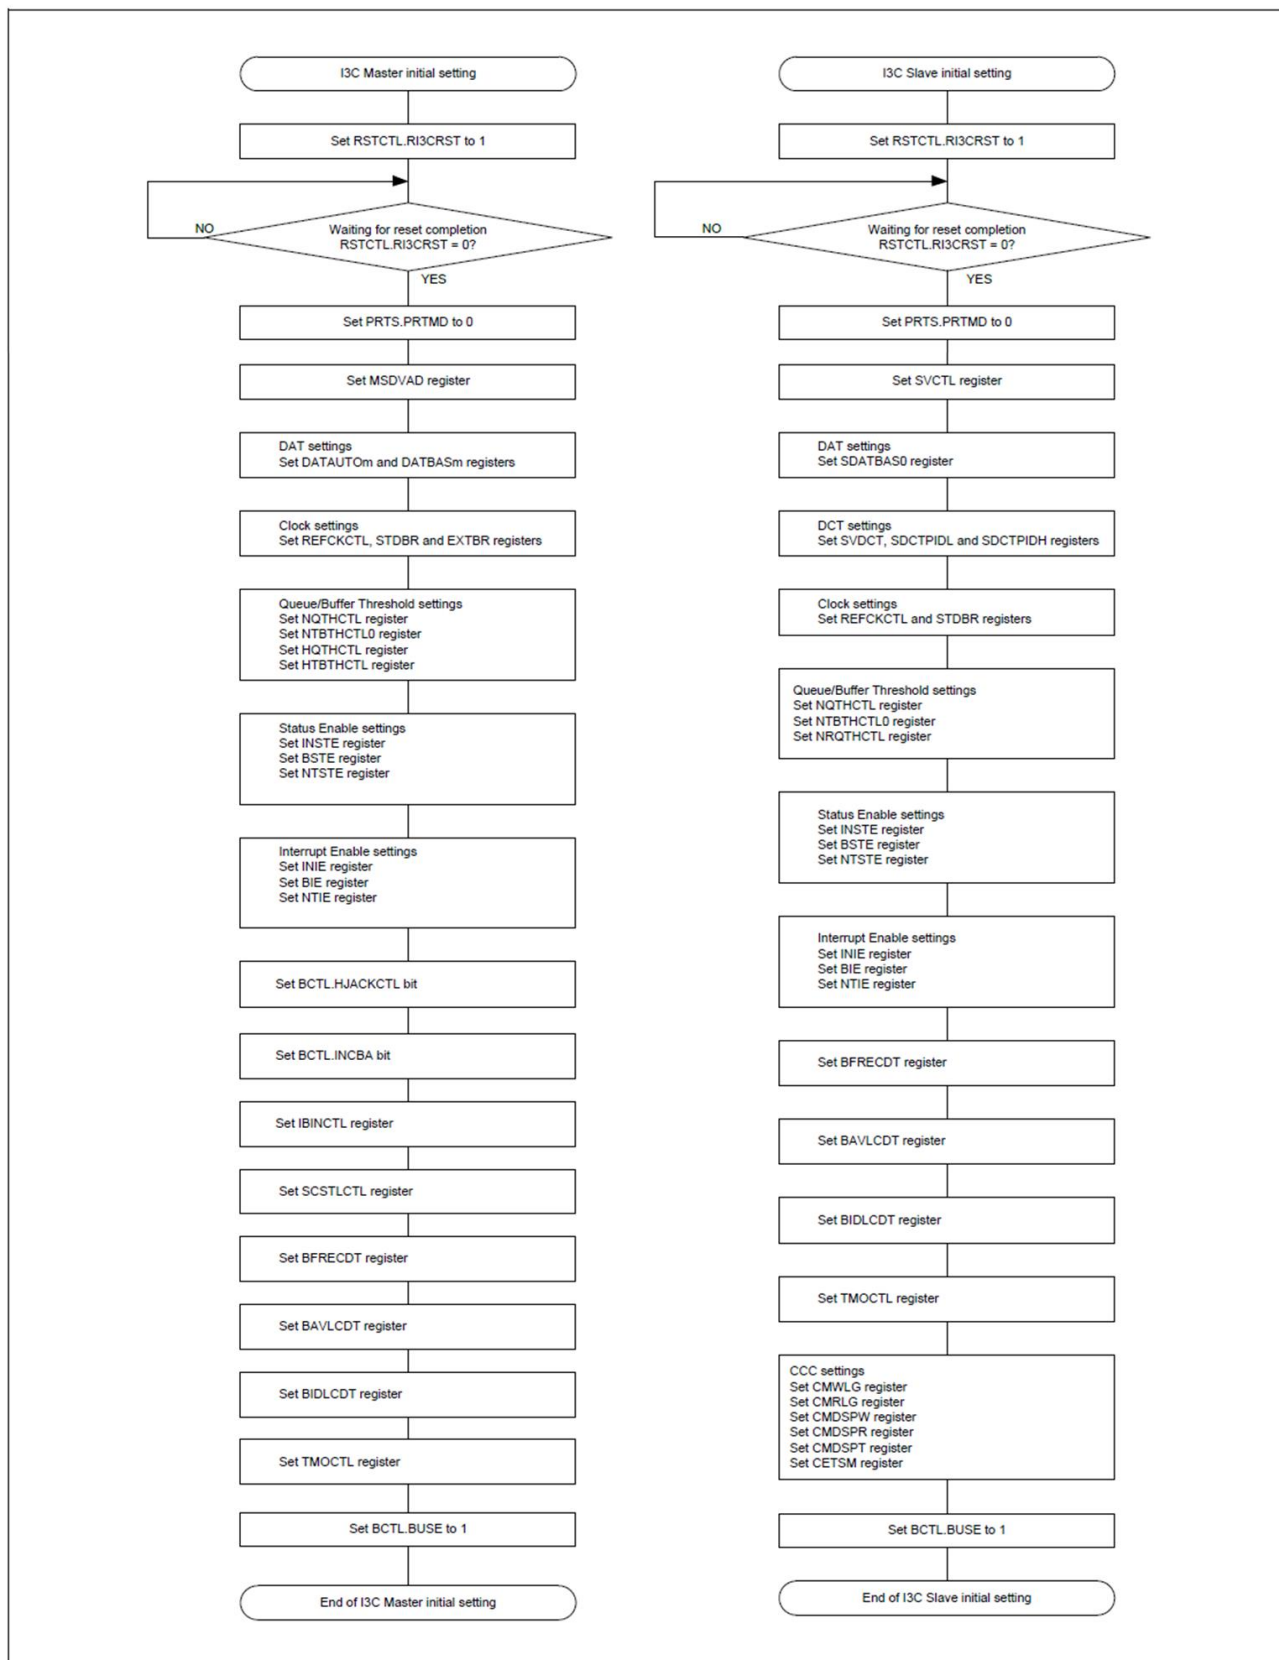 I3C Master initial setting
Set RSTCTL.RI3CRST to 1
NO
Waiting for reset completion
RSTCTL.RI3CRST = 0?
YES
Set PRTS.PRTMD to 0
Set MSDVAD register
DAT settings
Set DATAUTOm and DATBASm registers
Clock settings
Set REFCKCTL, STDBR and EXTBR registers
Queue/Buffer Threshold settings
Set NQTHCTL register
Set NTBTHCTL0 register
Set HQTHCTL register
Set HTBTHCTL register
Status Enable settings
Set INSTE register
Set BSTE register
Set NTSTE register
Interrupt Enable settings
Set INIE register
Set BIE register
Set NTIE register
Set BCTL.HJACKCTL bit
Set BCTL.INCBA bit
Set IBINCTL register
Set SCSTLCTL register
Set BFRECDT register
Set BAVLCDT register
Set BIDLCDT register
Set TMOCTL register
Set BCTL.BUSE to 1
End of I3C Master initial setting
I3C Slave initial setting
Set RSTCTL.RI3CRST to 1
NO
Waiting for reset completion
RSTCTL.RI3CRST = 0?
YES
Set PRTS.PRTMD to 0
Set SVCTL register
DAT settings
Set SDATBAS0 register
DCT settings
Set SVDCT, SDCTPIDL and SDCTPIDH registers
Clock settings
Set REFCKCTL and STDBR registers
Queue/Buffer Threshold settings
Set NQTHCTL register
Set NTBTHCTL0 register
Set NRQTHCTL register
Status Enable settings
Set INSTE register
Set BSTE register
Set NTSTE register
Interrupt Enable settings
Set INIE register
Set BIE register
Set NTIE register
Set BFRECDT register
Set BAVLCDT register
Set BIDLCDT register
Set TMOCTL register
CCC settings
Set CMWLG register
Set CMRLG register
Set CMDSPW register
Set CMDSPR register
Set CMDSPT register
Set CETSM register
Set BCTL.BUSE to 1
End of I3C Slave initial setting